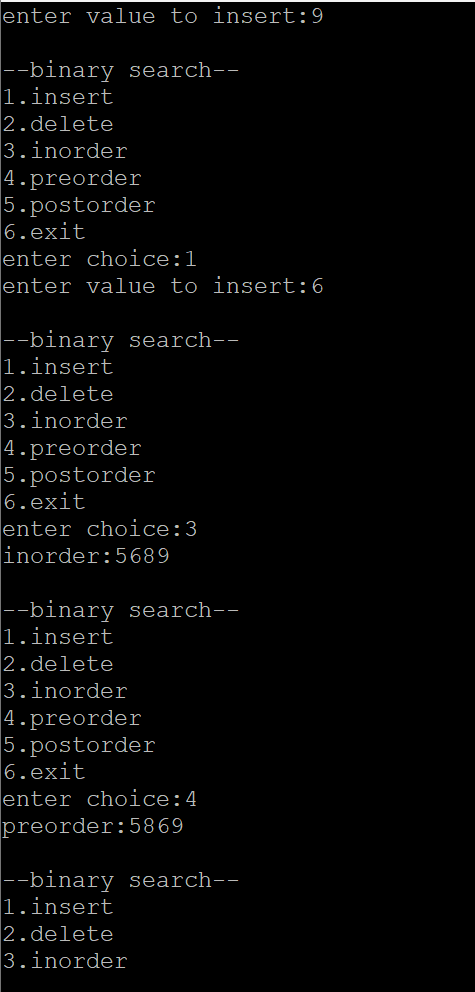 enter value to insert:9
--binary search--
1.insert
2.delete
3.inorder
4.preorder
5.postorder
6.exit
enter choice:1
enter value to insert:6
--binary search--
1.insert
2.delete
3.inorder
4.preorder
5.postorder
6.exit
enter choice:3
inorder:5689
--binary search--
1.insert
2.delete
3.inorder
4.preorder
5.postorder
6.exit
enter choice:4
preorder:5869
--binary search--
1.insert
2.delete
3.inorder